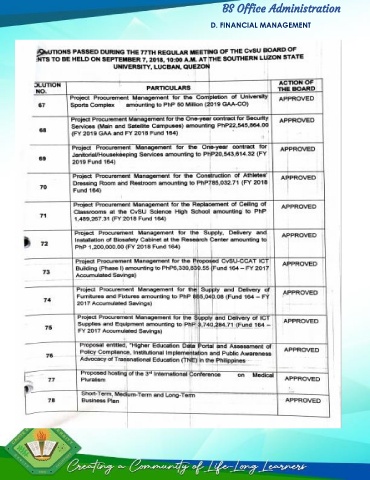 BS Office Administration
D. FINANCIAL MANAGEMENT
SOLUTIONS PASSED DURING THE 77TH REGULAR MEETING OF THE CvSU BOARD OF
NTS TO BE HELD ON SEPTEMBER 7, 2018, 10:00 A.M. AT THE SOUTHERN LUZON STATE
UNIVERSITY, LUCBAN, QUEZON
OLUTION NO. PARTICULARS ACTION OF THE BOARD
67 Project Procurement Management for the Completion of University APPROVED
Sports Complex amounting to PhP 50 Million (2019 GAA-CO)
68 Project Procurement Management for the One-year contract for Security APPROVED
Services (Main and Satellite Campuses) amounting PhP22,545,864.00
(FY 2019 GAA and FY 2018 Fund 164)
69 Project Procurement Management for the One-year contract for APPROVED
Janitorial/Housekeeping Services amounting to PhP20,543,614.32 (FY
2019 Fund 164)
70 Project Procurement Management for the Construction of Athletes'
APPROVED
Dressing Room and Restroom amounting to PhP785,032.71 (FY 2018
Fund 164)
71 Project Procurement Management for the Replacement of Ceiling of APPROVED
Classrooms at the CvSU Science High School amounting to PhP
1,489,267.31 (FY 2018 Fund 164)
72 Project Procurement Management for the Supply, Delivery and APPROVED
Installation of Biosafety Cabinet at the Research Center amounting to
PhP 1,200,000.00 (FY 2018 Fund 164)
73 Project Procurement Management for the Proposed CvSU-CCAT ICT APPROVED
Building (Phase I) amounting to PhP6,330,839.55 (Fund 164 – FY 2017
Accumulated Savings)
74 Project Procurement Management for the Supply and Delivery of APPROVED
Furnitures and Fixtures amounting to PhP 865,040.08 (Fund 164 – FY
2017 Accumulated Savings)
75 Project Procurement Management for the Supply and Delivery of ICT APPROVED
Supplies and Equipment amounting to PhP 3,740,284.71 (Fund 164 –
FY 2017 Accumulated Savings)
76 Proposal entitled, "Higher Education Data Portal and Assessment of APPROVED
Policy Compliance, Institutional Implementation and Public Awareness
Advocacy of Trasnational Education (TNE) in the Philippines
77 Proposed hosting of the 3rd International Conference on Medical APPROVED
Pluralism
78 Short-Term, Medium-Term and Long-Term APPROVED
Business Plan
Creating a Community of Life-Long Learners